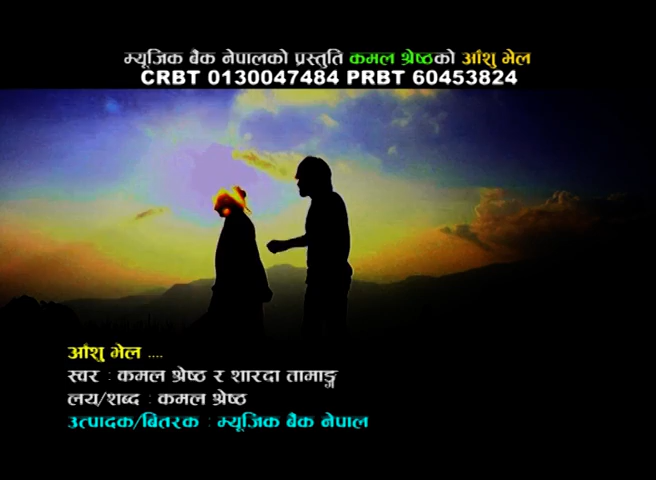 म्यूजिक बैंक नेपालको प्रस्तुति कमल श्रेष्ठको आँशु भेल
CRBT 0130047484 PRBT 60453824
आँशु भेल ....
स्वर : कमल श्रेष्ठ र शारदा तामाङ्ग
लय/शब्द : कमल श्रेष्ठ
उत्पादक/बितरक : म्यूजिक बैंक नेपाल